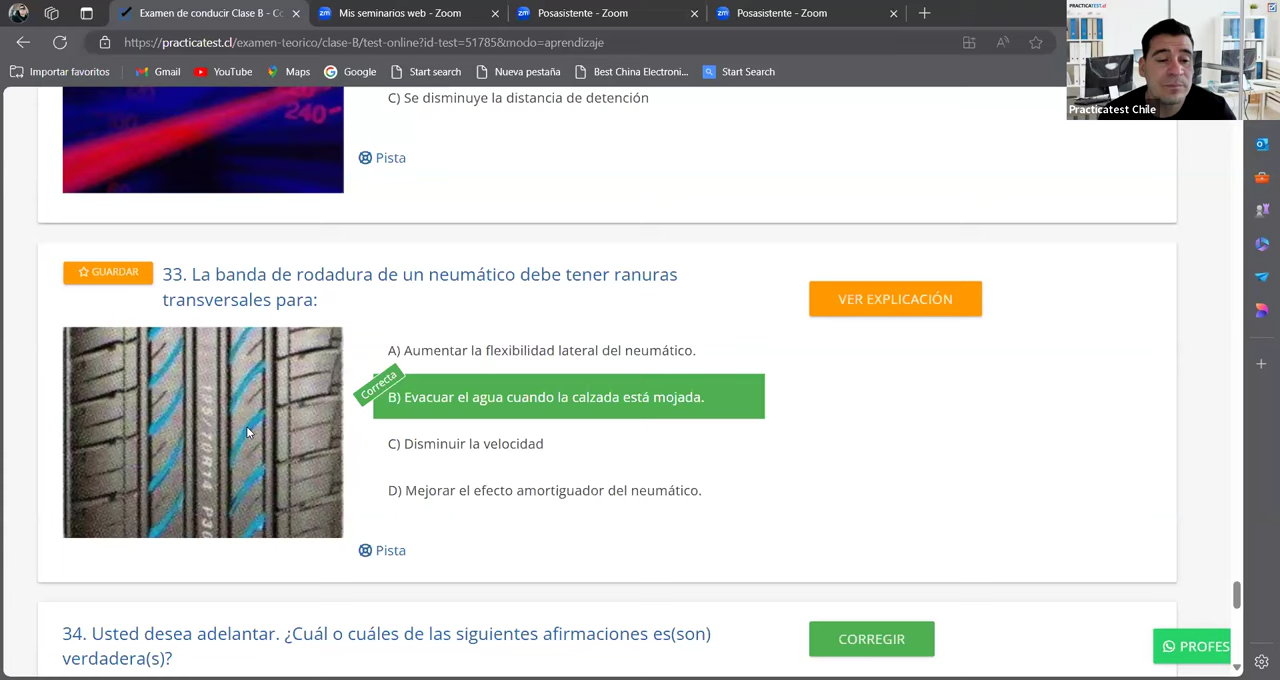 Examen de conducir Clase B - Co
Mis seminarios web - Zoom
Posasistente - Zoom
Posasistente - Zoom
PRACTICATEST.cl
https://practicatest.cl/examen-teorico/clase-B/test-online?id-test=51785&modo=aprendizaje
Importar favoritos
Gmail
YouTube
Maps
Google
Start search
Nueva pestaña
Best China Electroni...
Start Search
Practicatest Chile
C) Se disminuye la distancia de detención
240
Pista
GUARDAR
33. La banda de rodadura de un neumático debe tener ranuras
transversales para:
VER EXPLICACIÓN
A) Aumentar la flexibilidad lateral del neumático.
Correcta
B) Evacuar el agua cuando la calzada está mojada.
C) Disminuir la velocidad
D) Mejorar el efecto amortiguador del neumático.
Pista
34. Usted desea adelantar. ¿Cuál o cuáles de las siguientes afirmaciones es(son)
verdadera(s)?
CORREGIR
PROFES